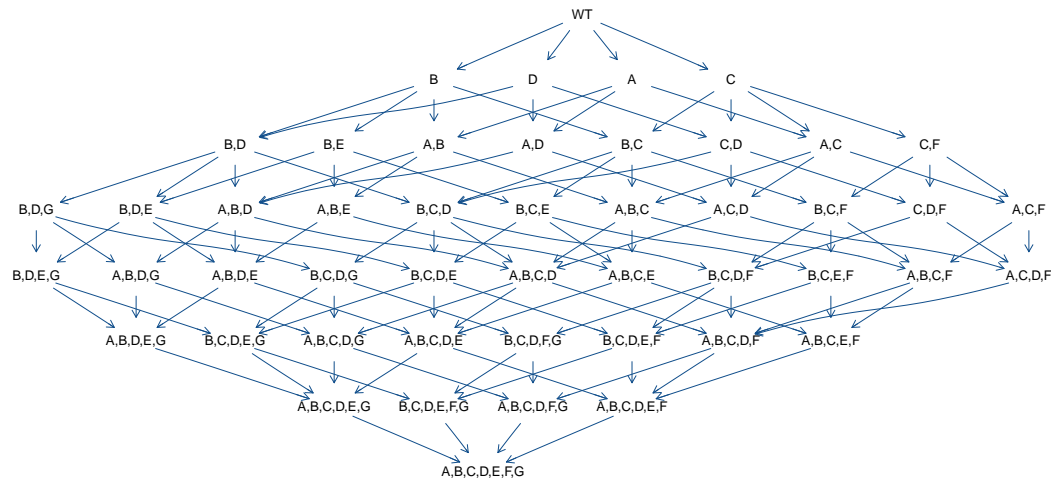 WT
B D A C
B,D B,E A,B A,D B,C C,D A,C C,F
B,D,G B,D,E A,B,D A,B,E B,C,D B,C,E A,B,C A,C,D B,C,F C,D,F A,C,F
B,D,E,G A,B,D,G A,B,D,E B,C,D,G B,C,D,E A,B,C,D A,B,C,E B,C,D,F B,C,E,F A,B,C,F A,C,D,F
A,B,D,E,G B,C,D,E,G A,B,C,D,G A,B,C,D,E B,C,D,F,G B,C,D,E,F A,B,C,D,F A,B,C,E,F
A,B,C,D,E,G B,C,D,E,F,G A,B,C,D,F,G A,B,C,D,E,F
A,B,C,D,E,F,G